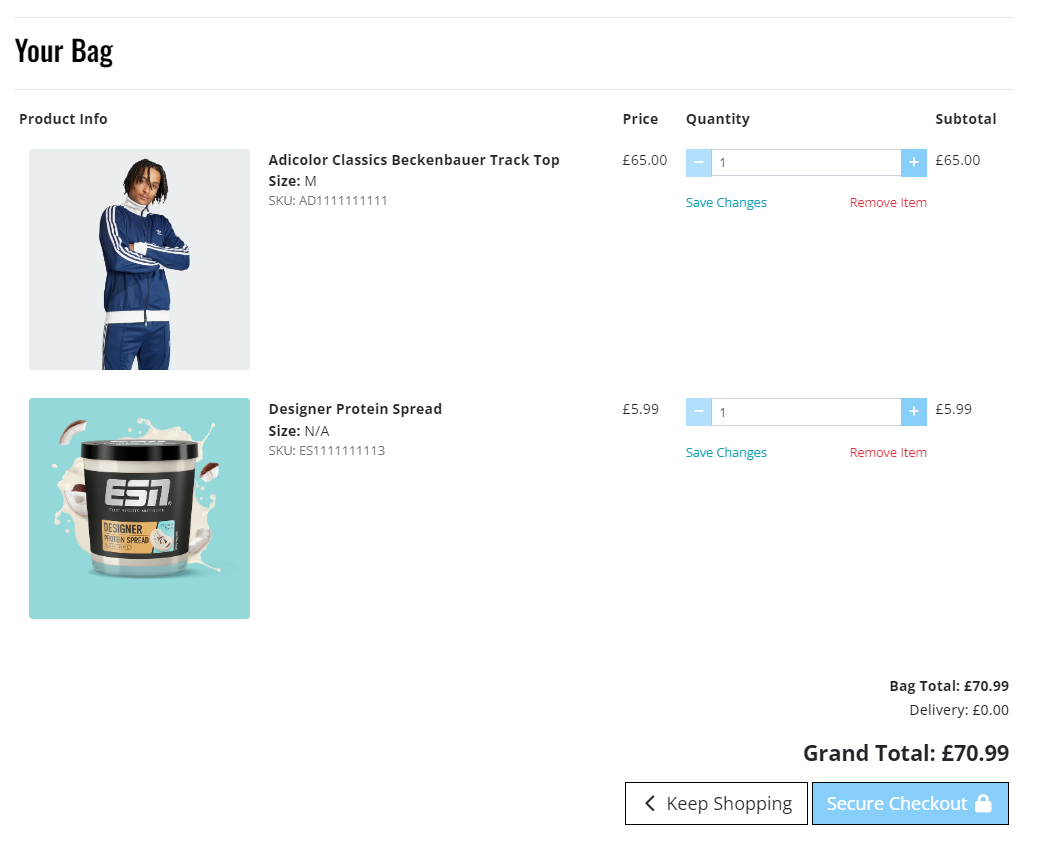 Your Bag
Product Info Price Quantity Subtotal
Adicolor Classics Beckenbauer Track Top £65.00 − 1 + £65.00
Size: M
SKU: AD1111111111
Save Changes Remove Item
Designer Protein Spread £5.99 − 1 + £5.99
Size: N/A
SKU: ES1111111113
Save Changes Remove Item
ESN
DESIGNER
PROTEIN SPREAD
Bag Total: £70.99
Delivery: £0.00
Grand Total: £70.99
Keep Shopping Secure Checkout